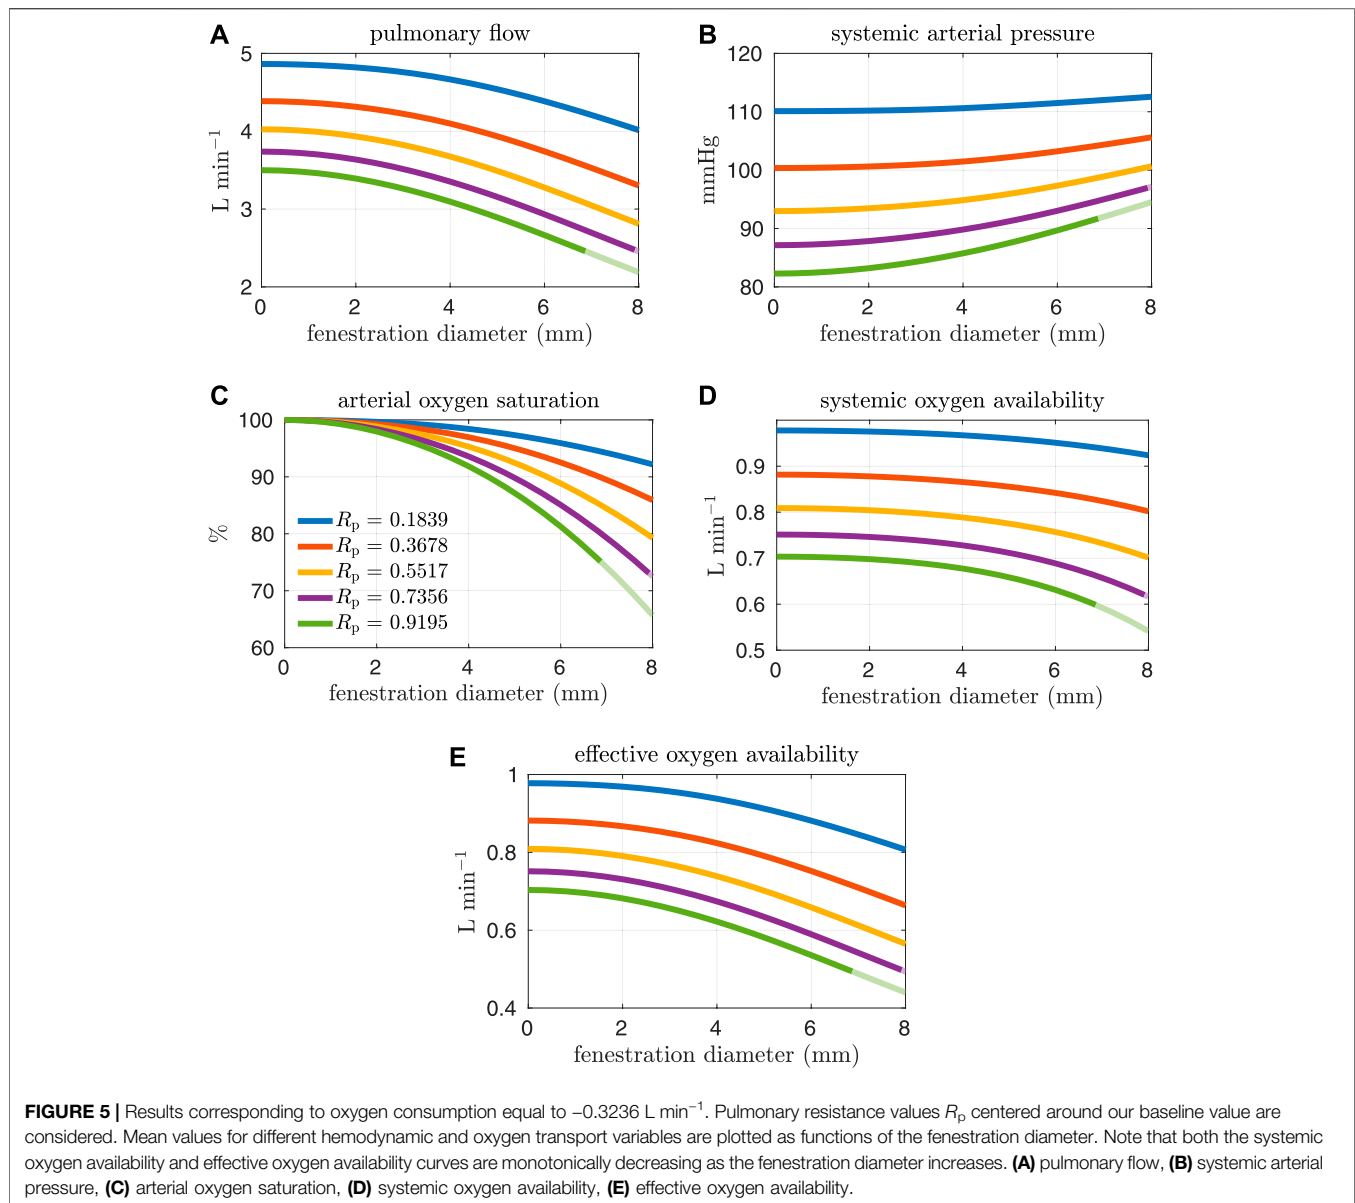 A
pulmonary flow
5
4
3
2
L min⁻¹
0 2 4 6 8
fenestration diameter (mm)
B
systemic arterial pressure
120
110
100
90
80
mmHg
0 2 4 6 8
fenestration diameter (mm)
C
arterial oxygen saturation
100
90
80
70
60
%
Rₚ = 0.1839
Rₚ = 0.3678
Rₚ = 0.5517
Rₚ = 0.7356
Rₚ = 0.9195
0 2 4 6 8
fenestration diameter (mm)
D
systemic oxygen availability
0.9
0.8
0.7
0.6
0.5
L min⁻¹
0 2 4 6 8
fenestration diameter (mm)
E
effective oxygen availability
1
0.8
0.6
0.4
L min⁻¹
0 2 4 6 8
fenestration diameter (mm)
FIGURE 5 | Results corresponding to oxygen consumption equal to −0.3236 L min⁻¹. Pulmonary resistance values Rₚ centered around our baseline value are
considered. Mean values for different hemodynamic and oxygen transport variables are plotted as functions of the fenestration diameter. Note that both the systemic
oxygen availability and effective oxygen availability curves are monotonically decreasing as the fenestration diameter increases. (A) pulmonary flow, (B) systemic arterial
pressure, (C) arterial oxygen saturation, (D) systemic oxygen availability, (E) effective oxygen availability.